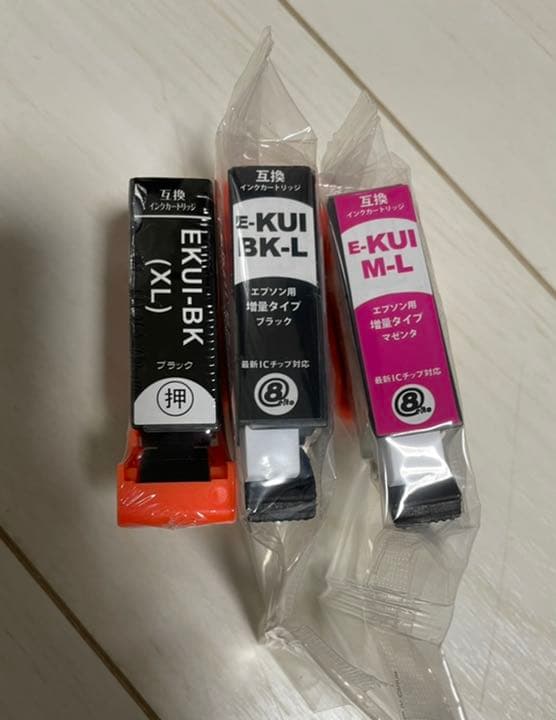 互換
インクカートリッジ
EKUI-BK
(XL)
ブラック
押
互換
インクカートリッジ
E-KUI
BK-L
エプソン用
増量タイプ
ブラック
最新ICチップ対応
互換
インクカートリッジ
E-KUI
M-L
エプソン用
増量タイプ
マゼンタ
最新ICチップ対応